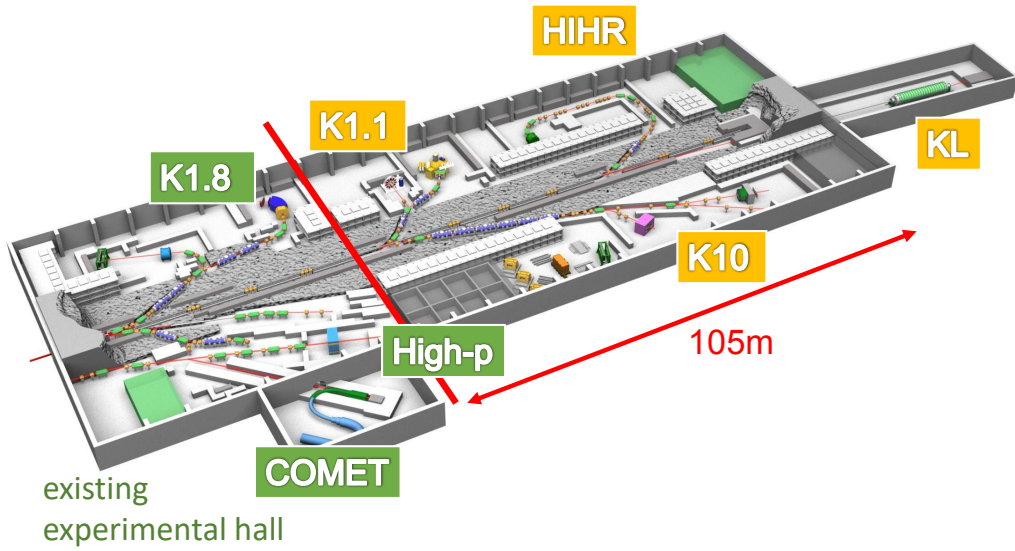 HIHR
K1.1
KL
K1.8
K10
105m
High-p
COMET
existing
experimental hall